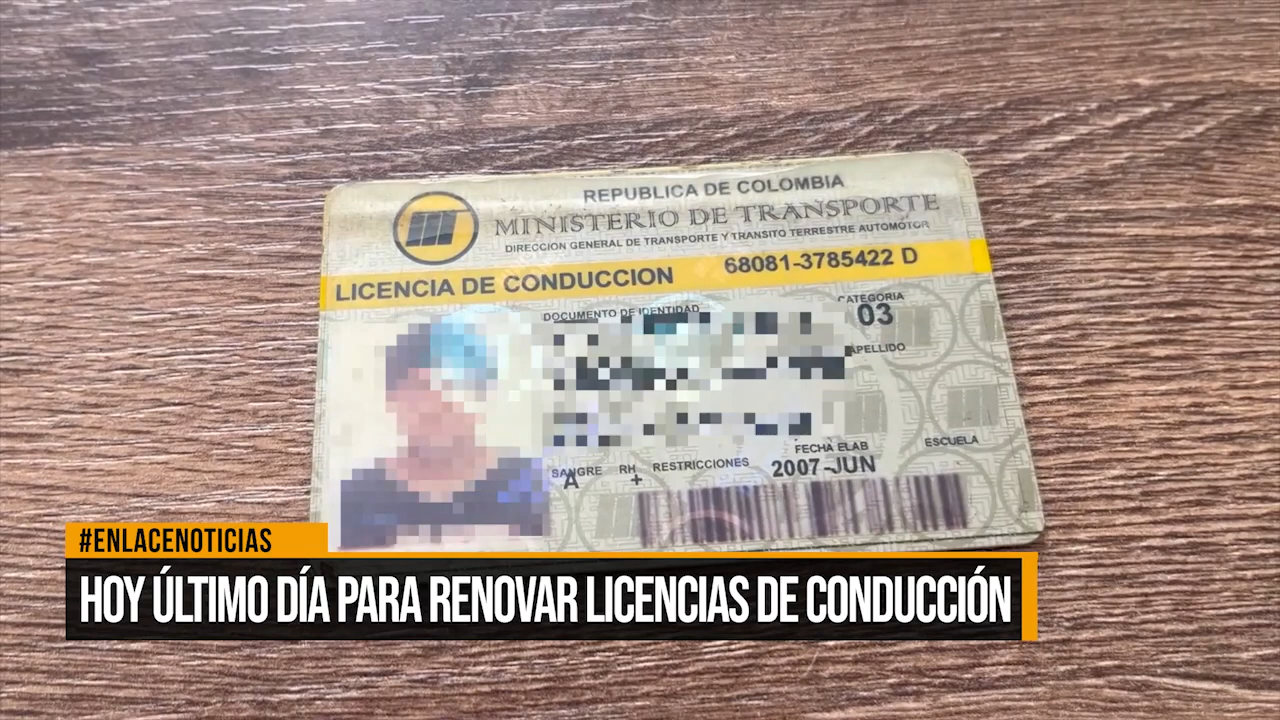 REPUBLICA DE COLOMBIA
MINISTERIO DE TRANSPORTE
DIRECCION GENERAL DE TRANSPORTE Y TRANSITO TERRESTRE AUTOMOTOR
LICENCIA DE CONDUCCION 68081-3785422 D
DOCUMENTO DE IDENTIDAD CATEGORIA
03
APELLIDO
FECHA ELAB ESCUELA
SANGRE RH RESTRICCIONES 2007-JUN
A +
#ENLACENOTICIAS
HOY ÚLTIMO DÍA PARA RENOVAR LICENCIAS DE CONDUCCIÓN